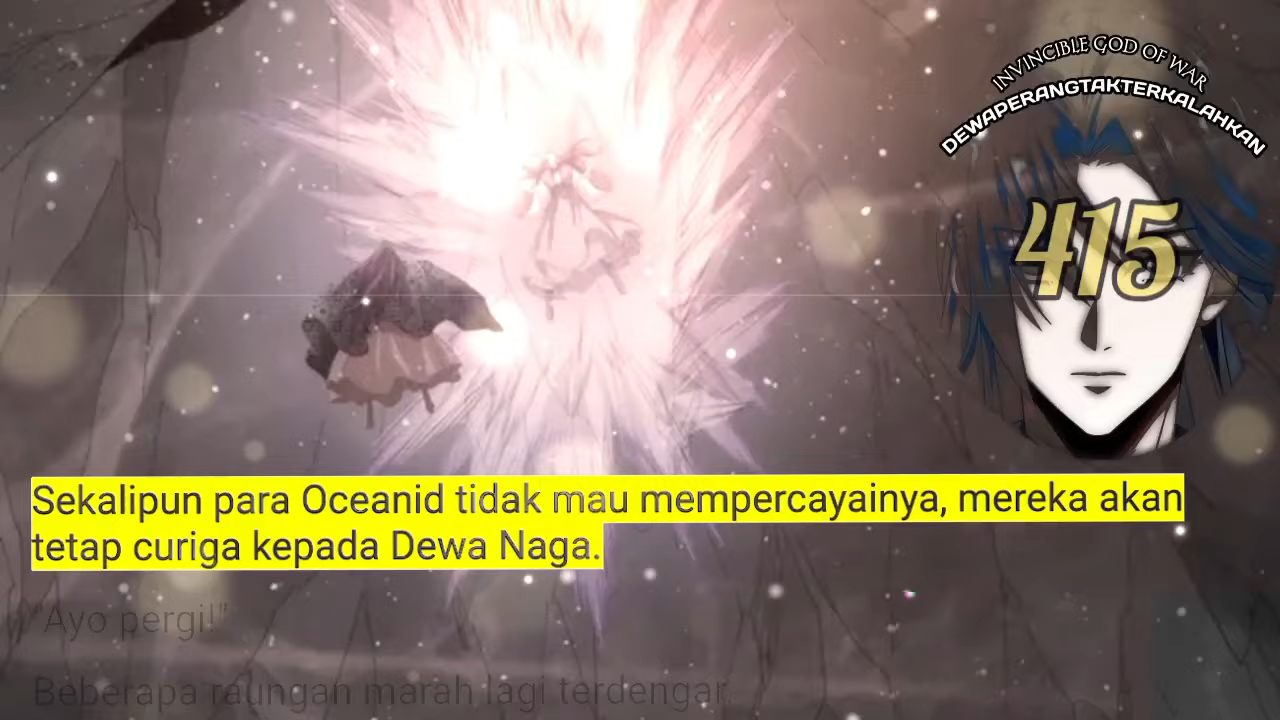 INVINCIBLE GOD OF WAR
DEWAPERANGTAKTERKALAHKAN
415
Sekalipun para Oceanid tidak mau mempercayainya, mereka akan
tetap curiga kepada Dewa Naga.
"Ayo pergi!"
Beberapa raungan marah lagi terdengar.